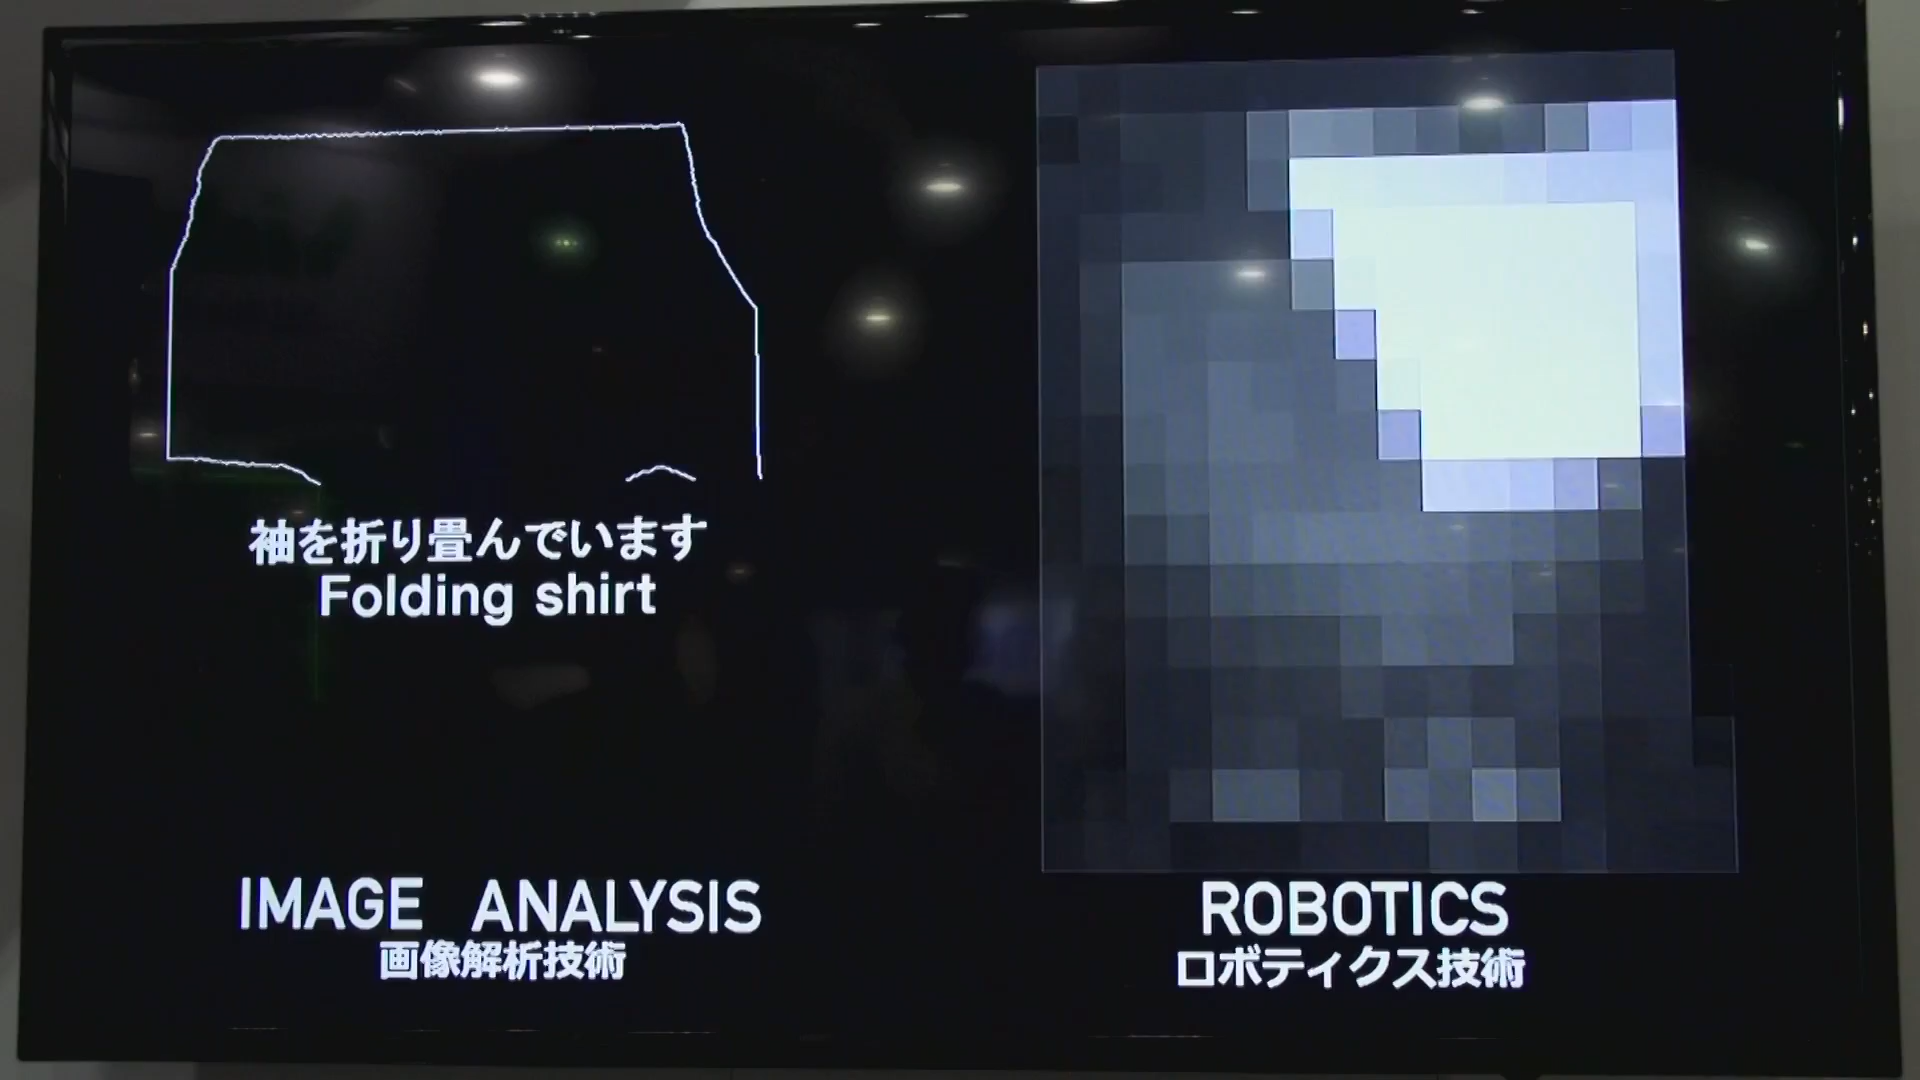 袖を折り畳んでいます
Folding shirt
IMAGE ANALYSIS
画像解析技術
ROBOTICS
ロボティクス技術